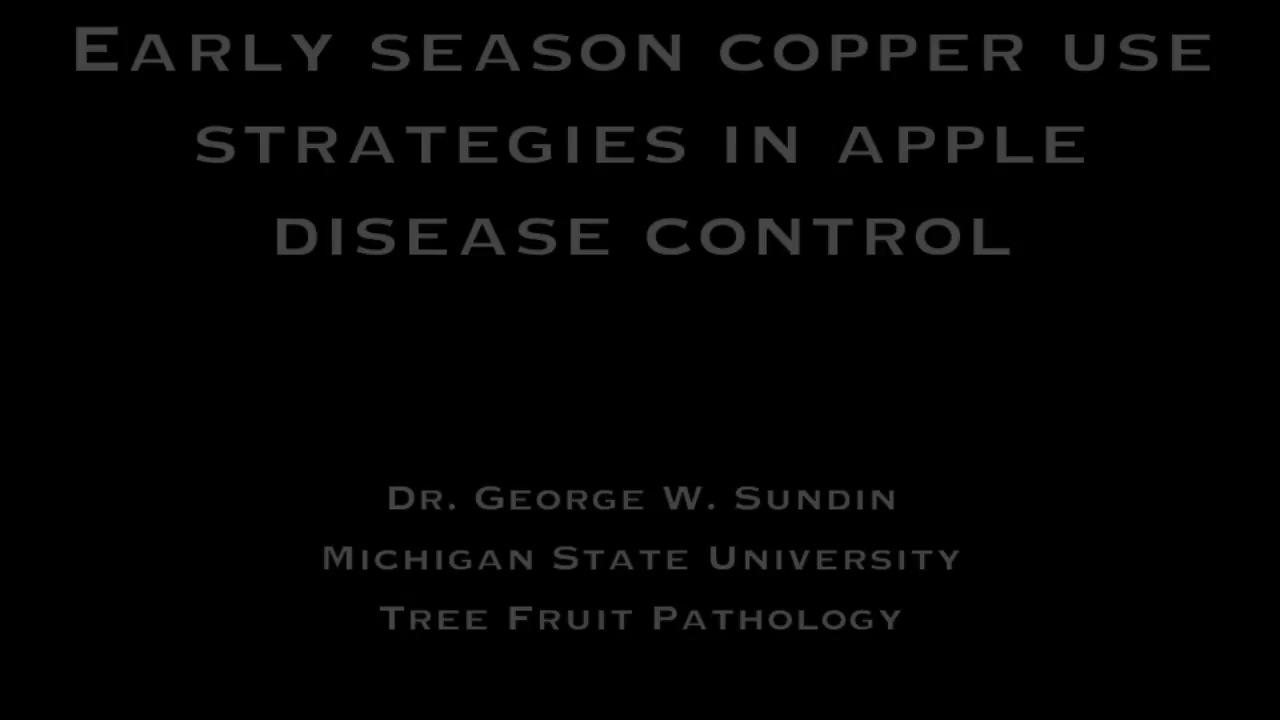 Early season copper use
strategies in apple
disease control
Dr. George W. Sundin
Michigan State University
Tree Fruit Pathology